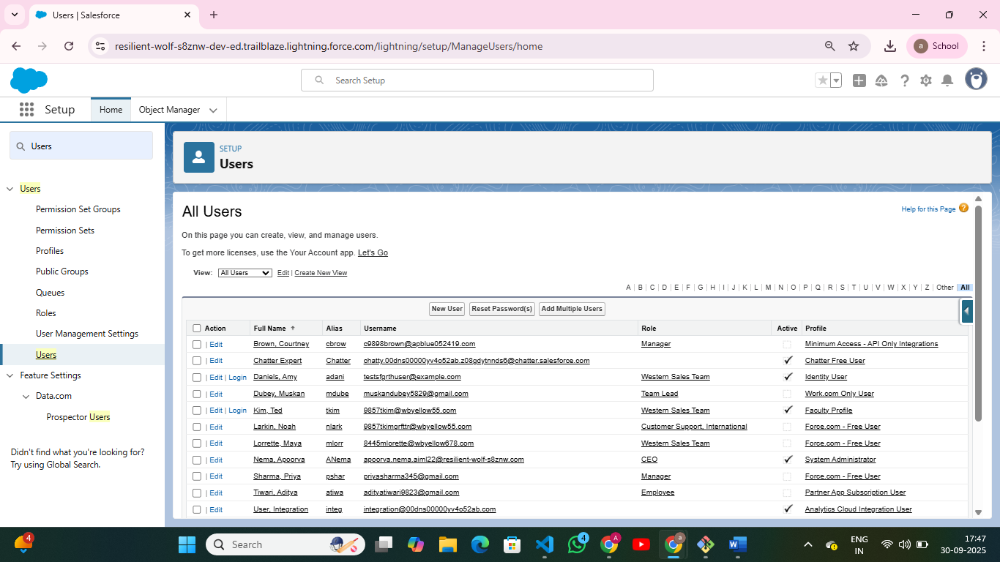 Users | Salesforce
resilient-wolf-s8znw-dev-ed.trailblaze.lightning.force.com/lightning/setup/ManageUsers/home
a School
Search Setup
Setup Home Object Manager
Users
Users
Permission Set Groups
Permission Sets
Profiles
Public Groups
Queues
Roles
User Management Settings
Users
Feature Settings
Data.com
Prospector Users
Didn't find what you're looking for?
Try using Global Search.
SETUP
Users
All Users
Help for this Page ?
On this page you can create, view, and manage users.
To get more licenses, use the Your Account app. Let's Go
View: All Users Edit | Create New View
A | B | C | D | E | F | G | H | I | J | K | L | M | N | O | P | Q | R | S | T | U | V | W | X | Y | Z | Other | All
New User Reset Password(s) Add Multiple Users
Action Full Name Alias Username Role Active Profile
| Edit Brown, Courtney cbrow c9898brown@apblue052419.com Manager Minimum Access - API Only Integrations
| Edit Chatter Expert Chatter chatty.00dns00000yv4o52ab.z08gdytnnds6@chatter.salesforce.com Chatter Free User
| Edit | Login Daniels, Amy adani testsfgrthuser@example.com Western Sales Team Identity User
| Edit Dubey, Muskan mdube muskandubey5829@gmail.com Team Lead Work.com Only User
| Edit | Login Kim, Ted tkim 9857tkim@wbyellow55.com Western Sales Team Faculty Profile
| Edit Larkin, Noah nlark 9857tkimgrfttr@wbyellow55.com Customer Support, International Force.com - Free User
| Edit Lorrette, Maya mlorr 8445mlorette@wbyellow678.com Western Sales Team Force.com - Free User
| Edit Nema, Apoorva ANema apoorva.nema.aiml22@resilient-wolf-s8znw.com CEO System Administrator
| Edit Sharma, Priya pshar priyasharma345@gmail.com Manager Force.com - Free User
| Edit Tiwari, Aditya atiwa adityatiwari9823@gmail.com Employee Partner App Subscription User
| Edit User, Integration integ integration@00dns00000yv4o52ab.com Analytics Cloud Integration User
4
Search
4
A
a
ENG
IN
17:47
30-09-2025